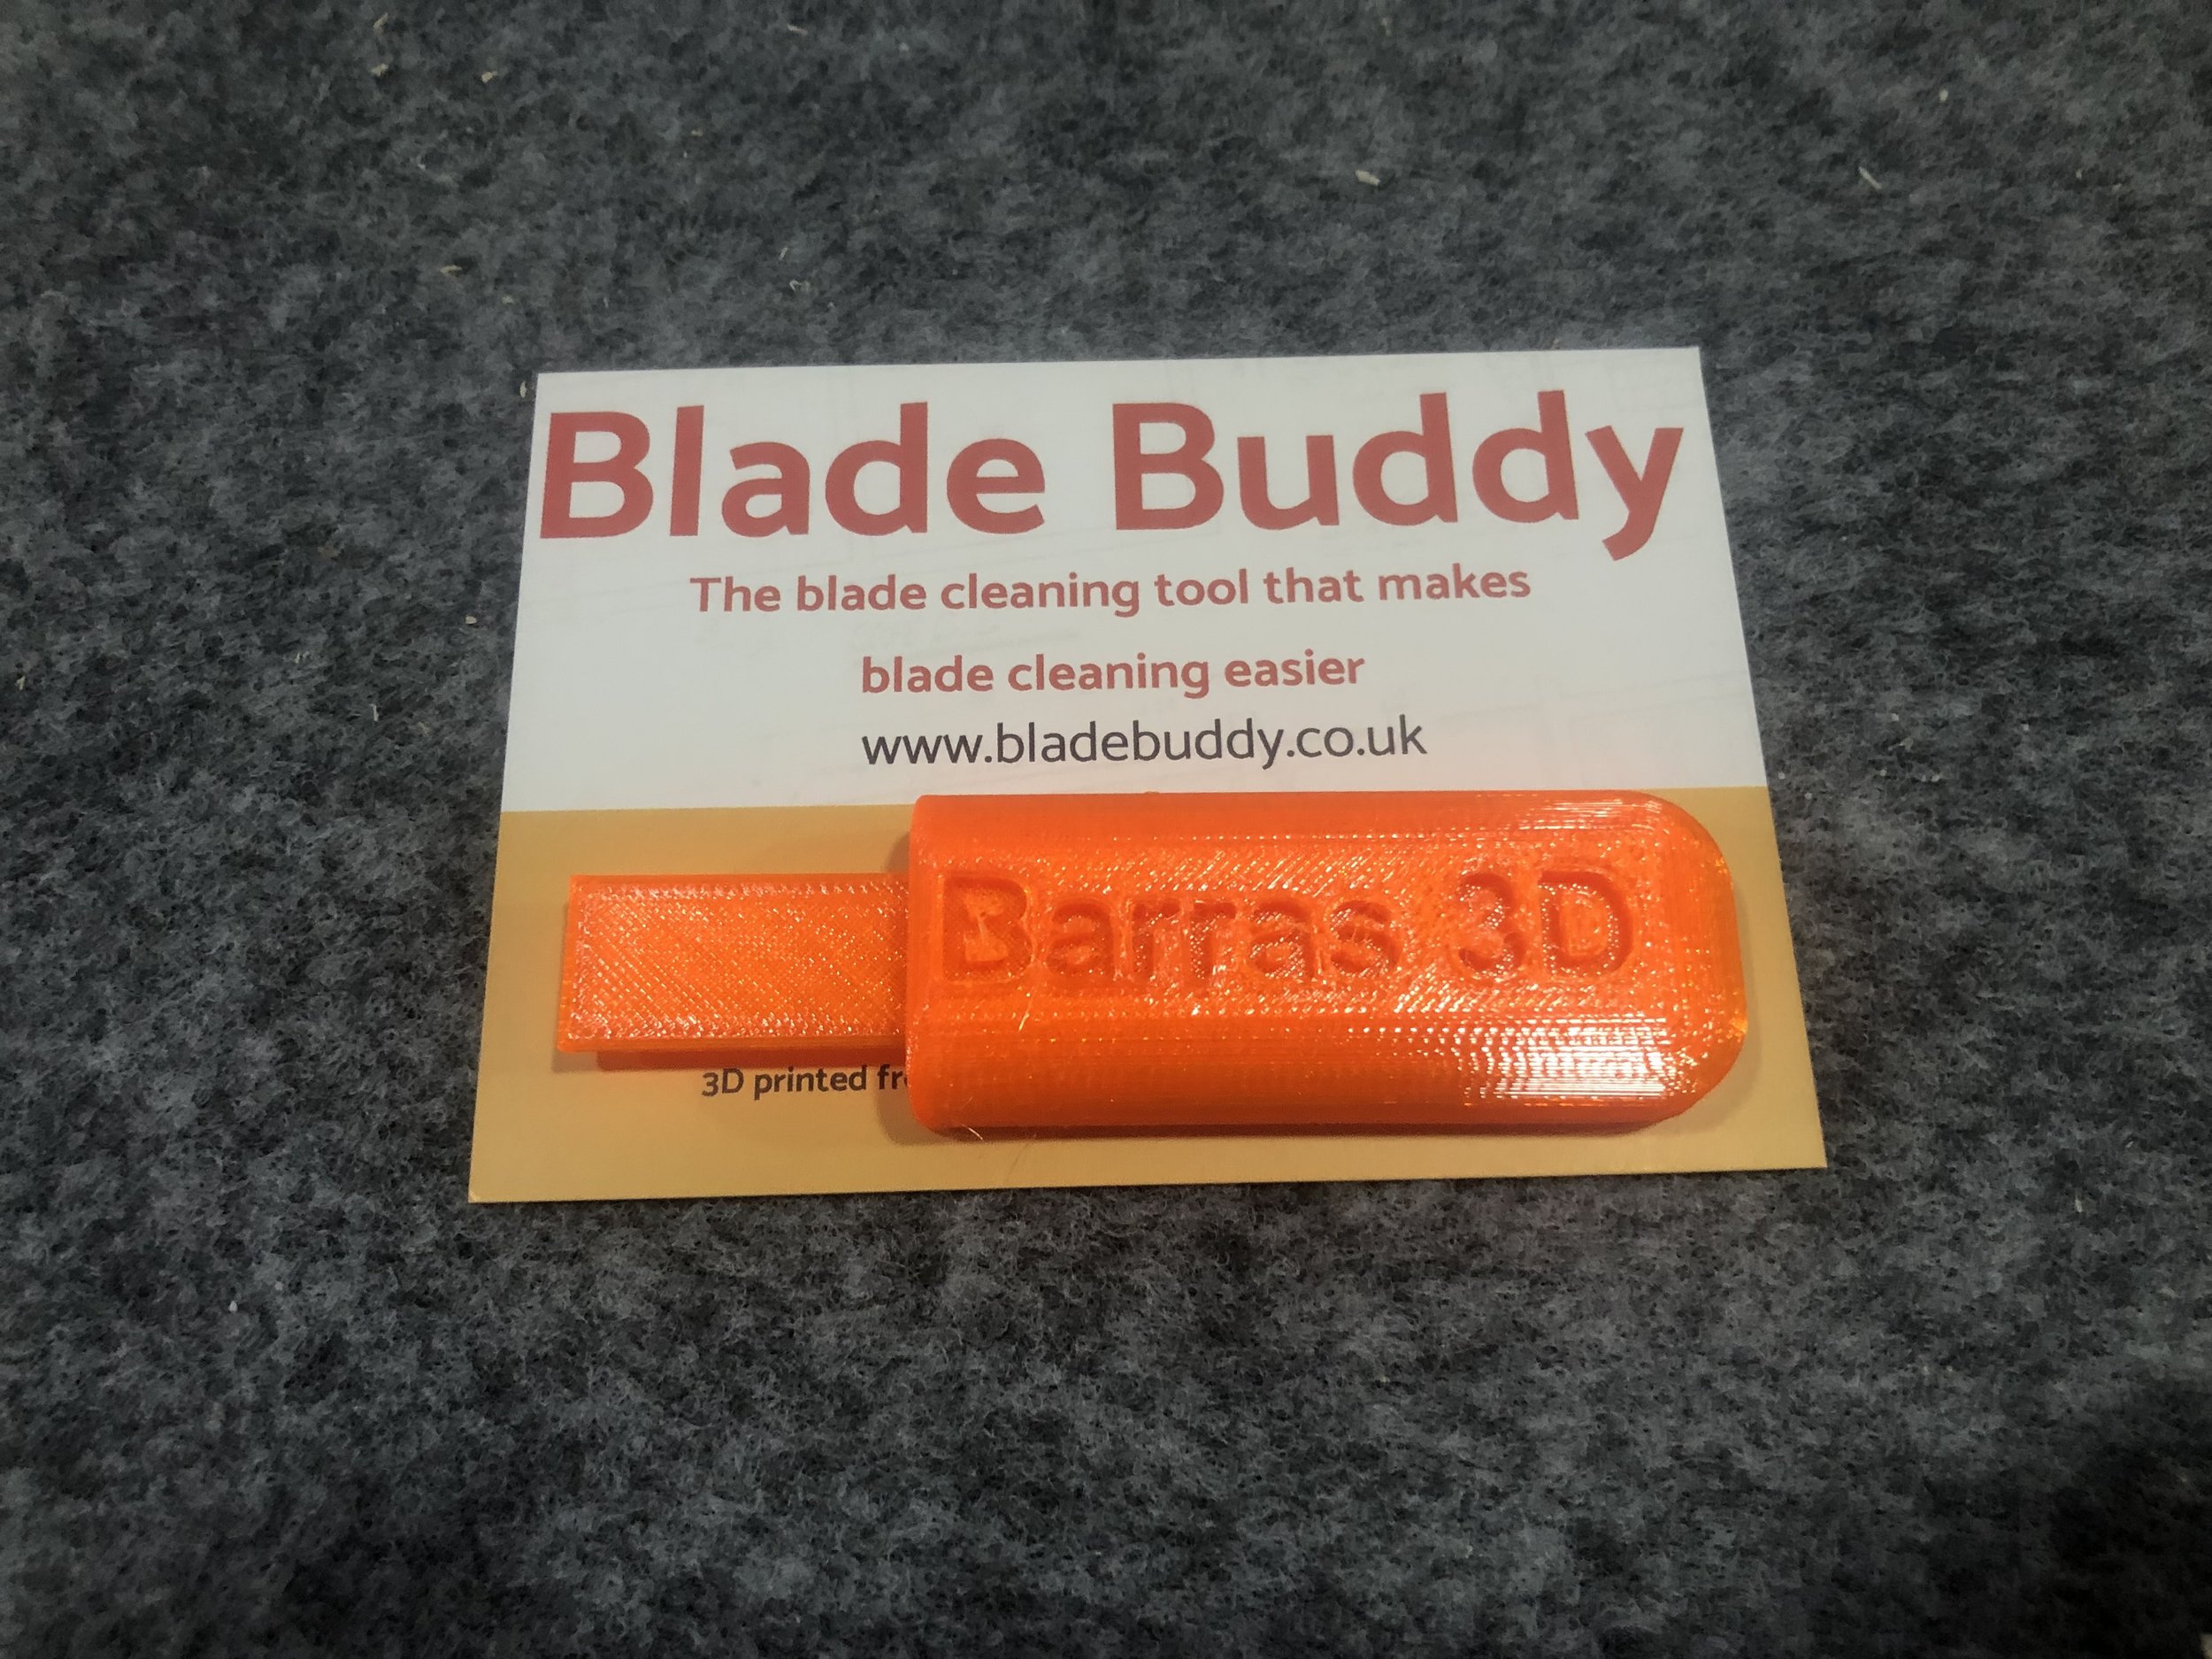 Blade Buddy
The blade cleaning tool that makes
blade cleaning easier
www.bladebuddy.co.uk
Barras 3D
3D printed